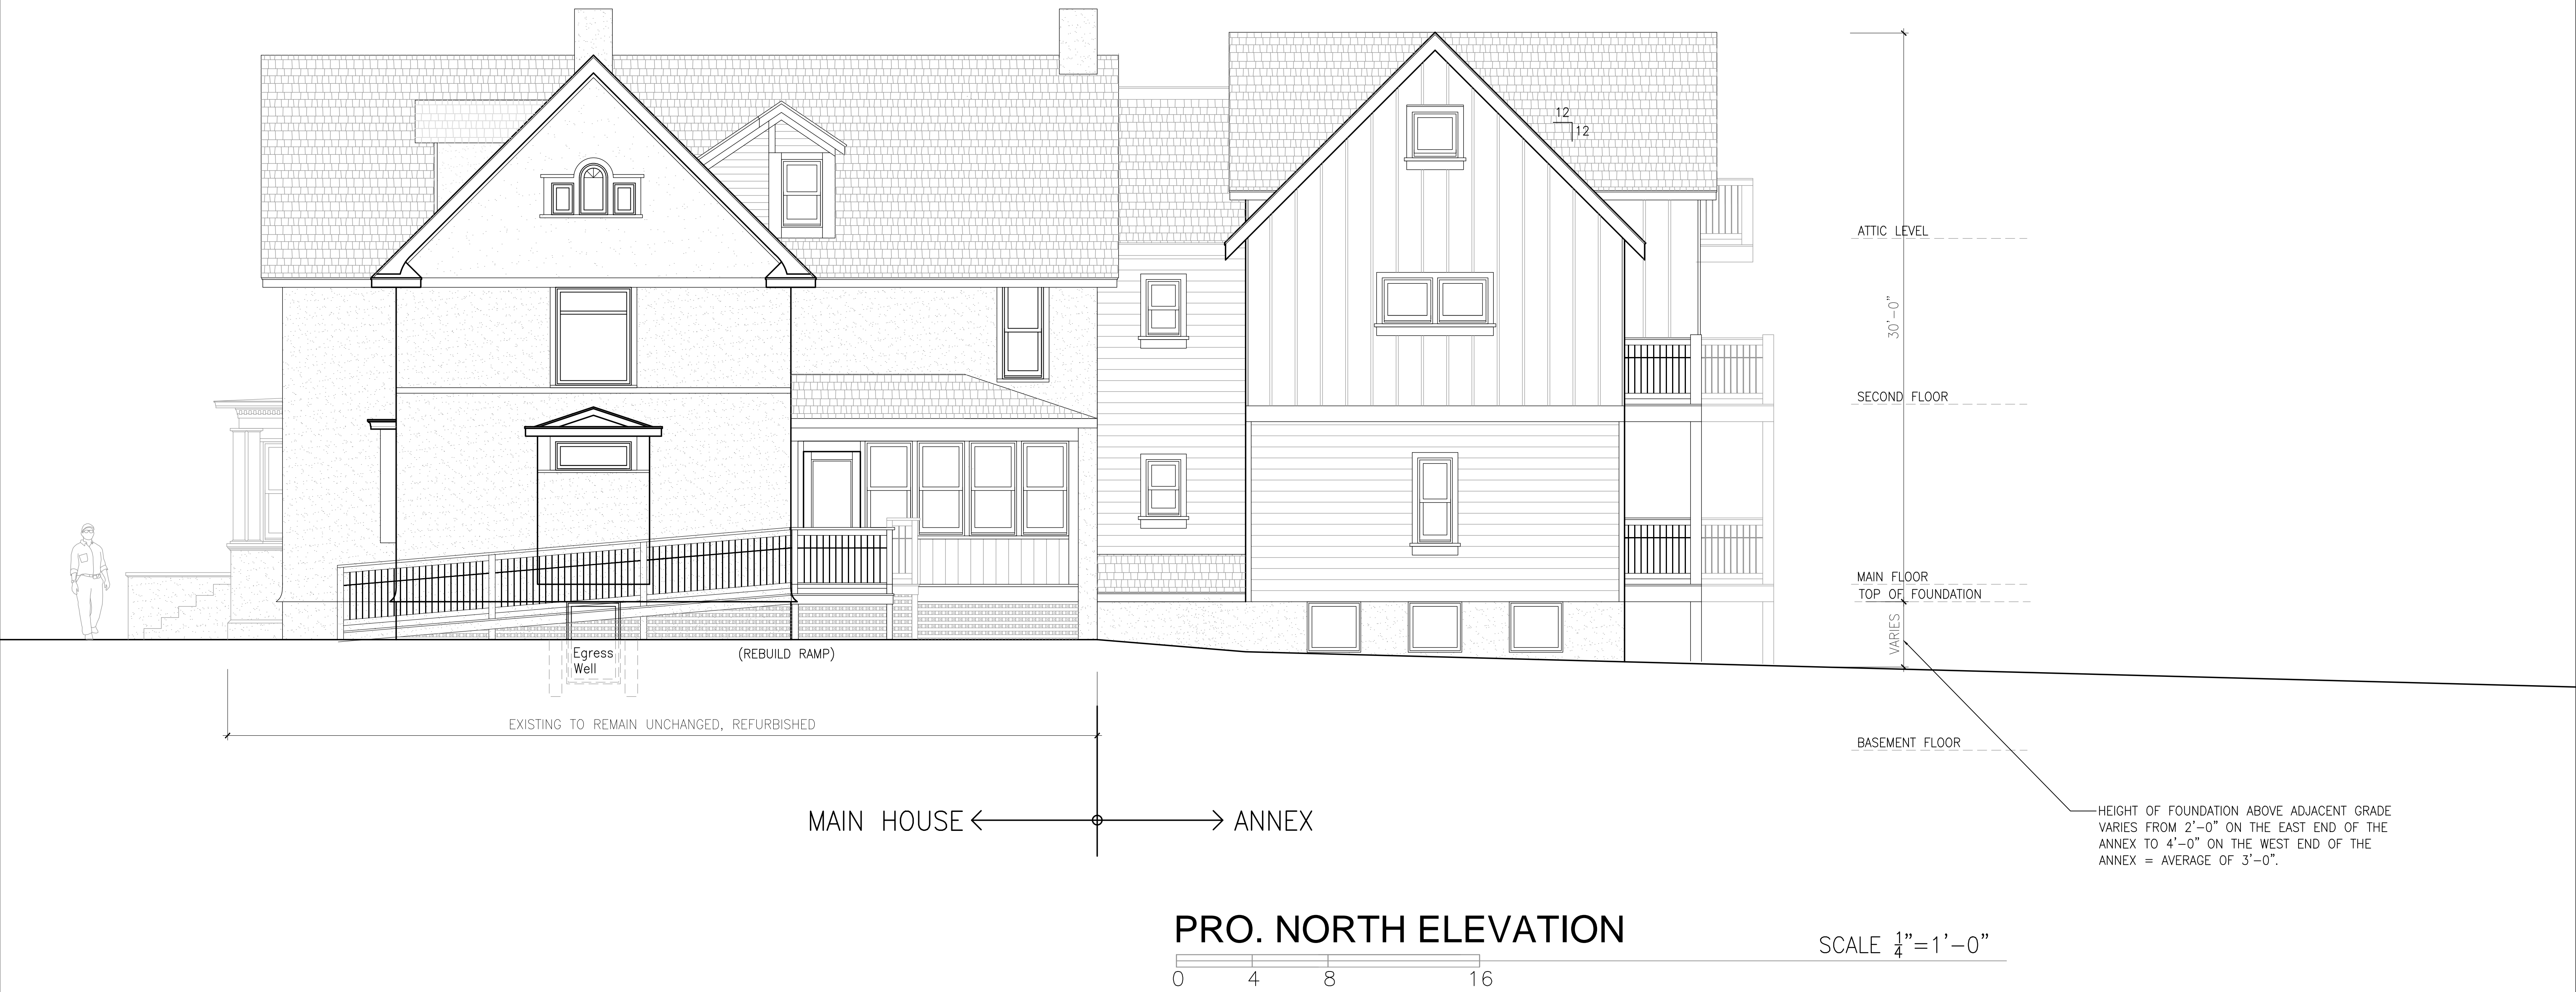 12
12
ATTIC LEVEL
30'-0"
SECOND FLOOR
MAIN FLOOR
TOP OF FOUNDATION
VARIES
Egress
Well
(REBUILD RAMP)
EXISTING TO REMAIN UNCHANGED, REFURBISHED
BASEMENT FLOOR
MAIN HOUSE
ANNEX
HEIGHT OF FOUNDATION ABOVE ADJACENT GRADE
VARIES FROM 2'-0" ON THE EAST END OF THE
ANNEX TO 4'-0" ON THE WEST END OF THE
ANNEX = AVERAGE OF 3'-0".
PRO. NORTH ELEVATION
SCALE 1/4"=1'-0"
0 4 8 16